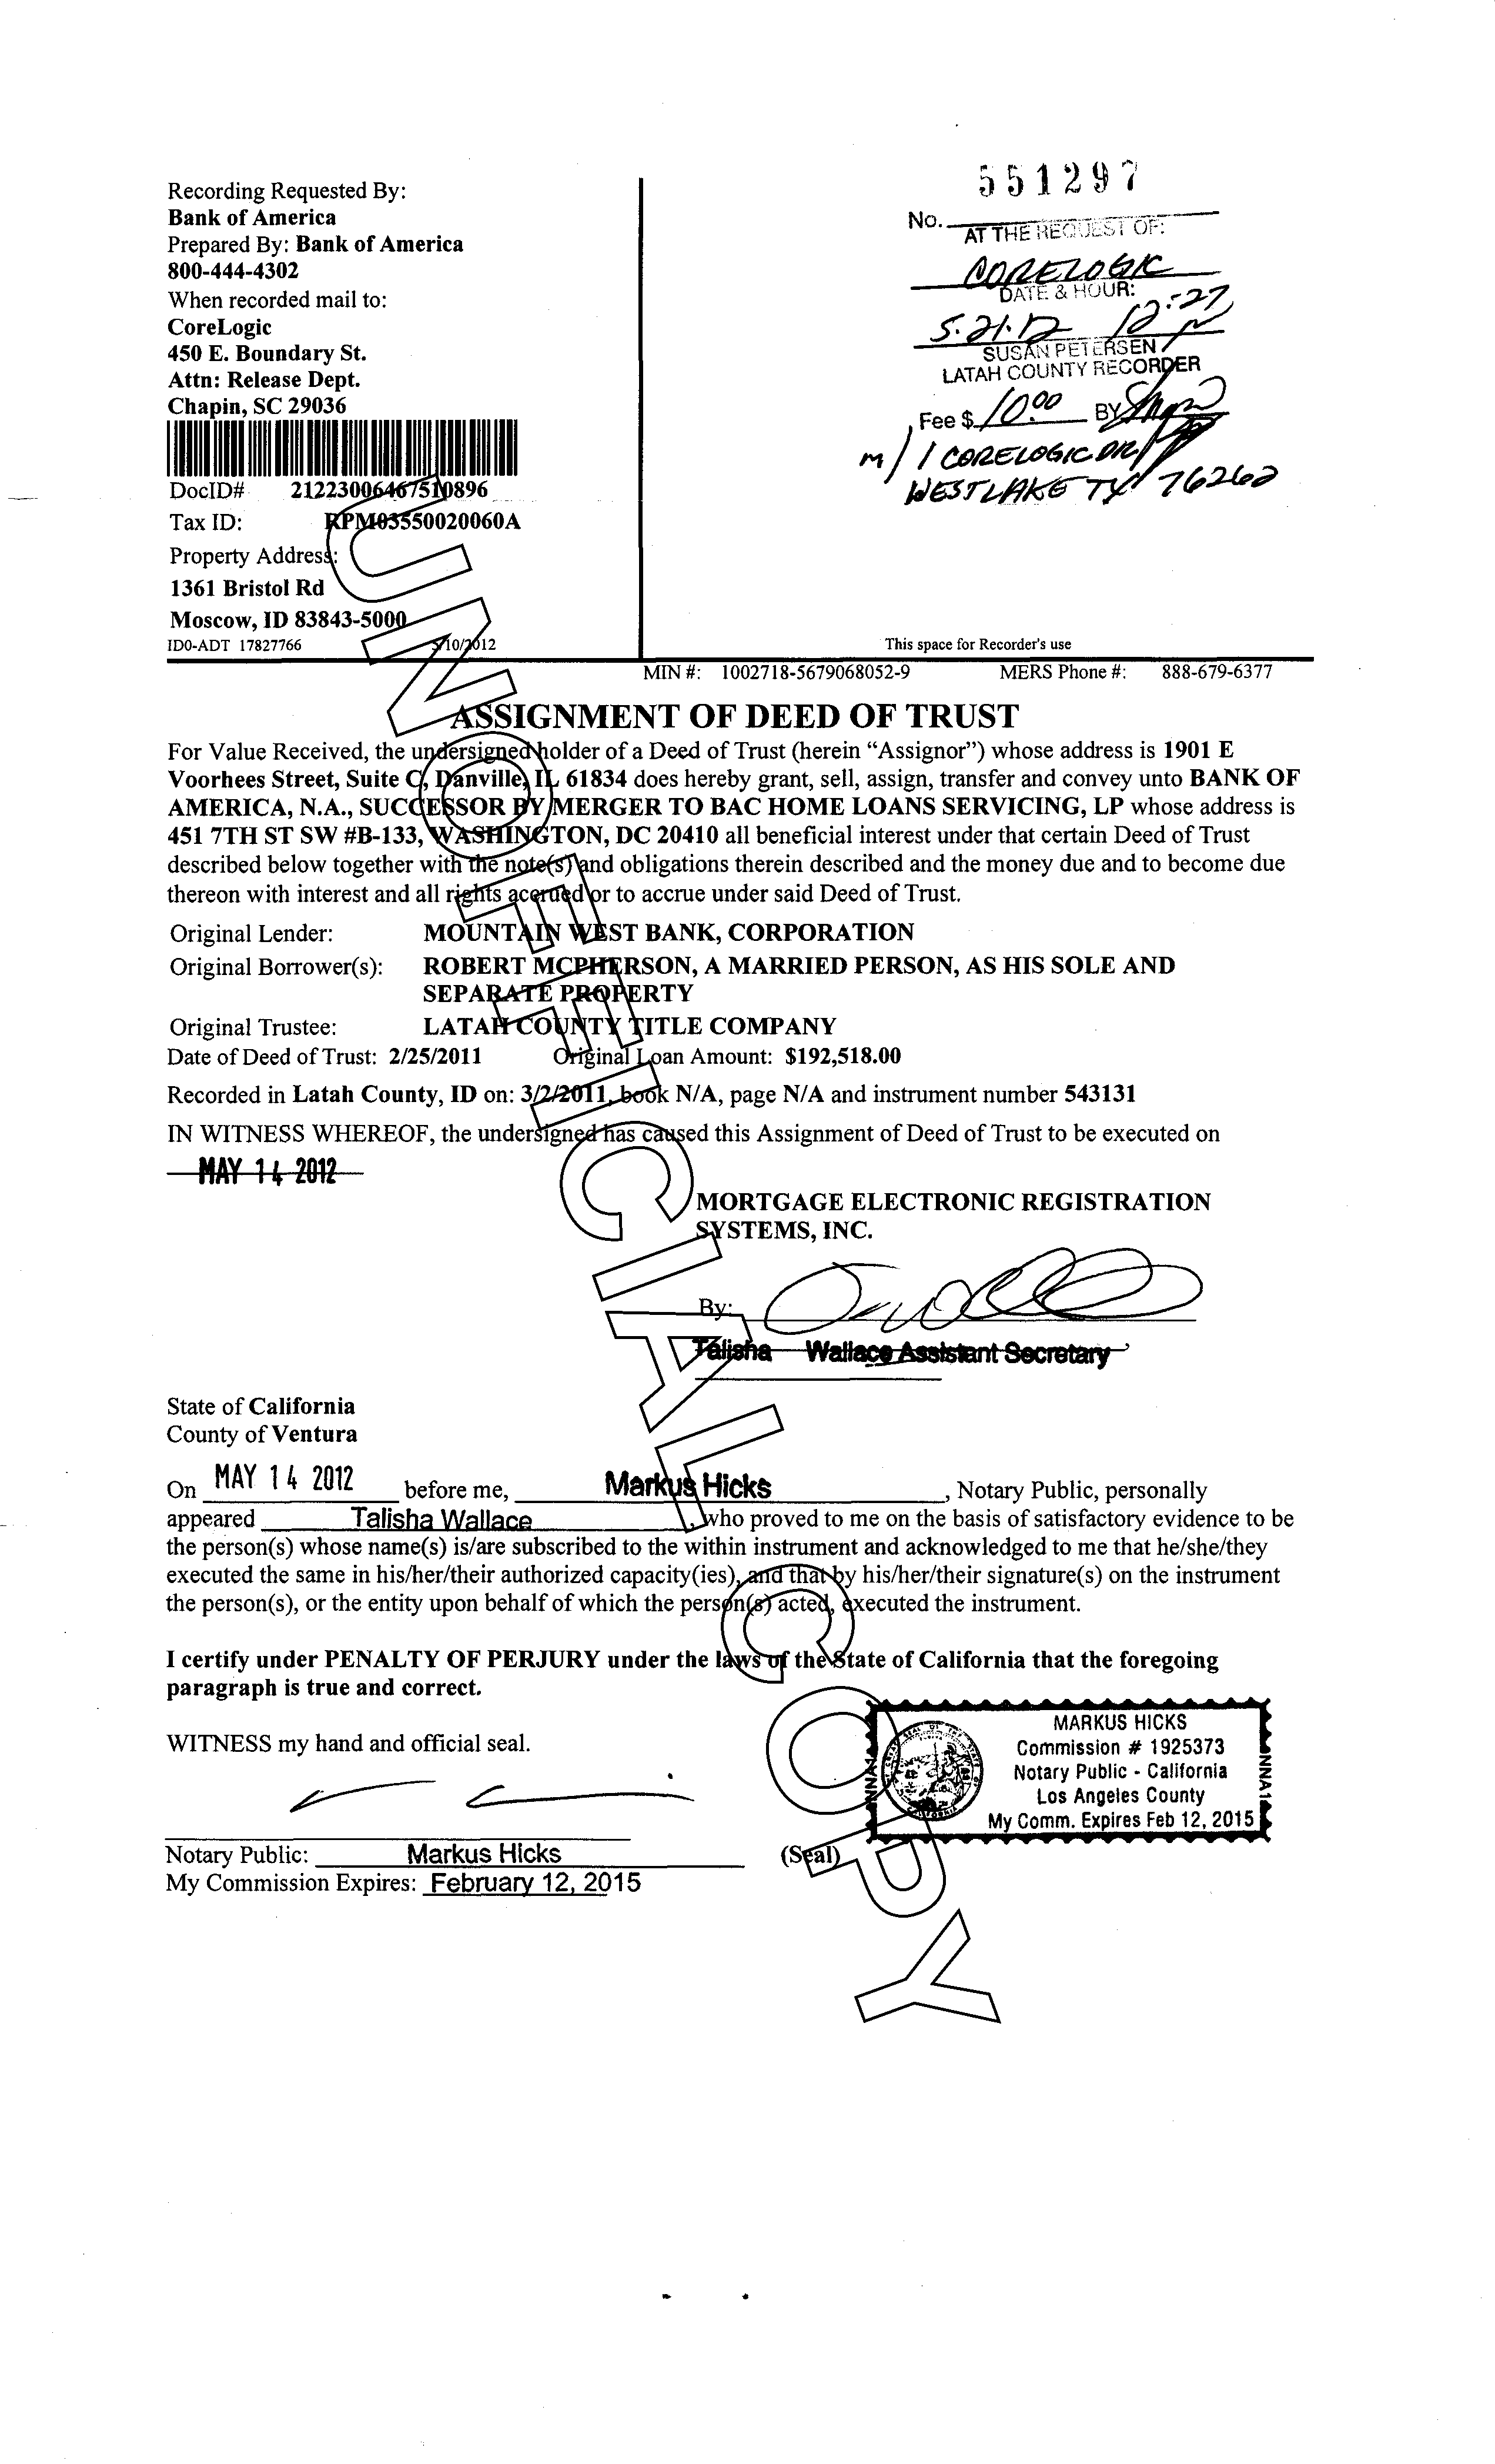 Recording Requested By:
Bank of America
Prepared By: Bank of America
800-444-4302
When recorded mail to:
CoreLogic
450 E. Boundary St.
Attn: Release Dept.
Chapin, SC 29036
DocID# 21223006467510896
Tax ID: RPM03550020060A
Property Address:
1361 Bristol Rd
Moscow, ID 83843-5000
ID0-ADT 17827766 5/10/2012
551297
No.
AT THE REQUEST OF:
CORELOGIC
DATE & HOUR:
5.21.12 12:27
SUSAN PETERSEN
LATAH COUNTY RECORDER
Fee $ 10.00 BY
m/ 1 CORELOGIC DR
WESTLAKE TX 76262
This space for Recorder's use
MIN #: 1002718-5679068052-9 MERS Phone #: 888-679-6377
ASSIGNMENT OF DEED OF TRUST
For Value Received, the undersigned holder of a Deed of Trust (herein “Assignor”) whose address is 1901 E
Voorhees Street, Suite C, Danville, IL 61834 does hereby grant, sell, assign, transfer and convey unto BANK OF
AMERICA, N.A., SUCCESSOR BY MERGER TO BAC HOME LOANS SERVICING, LP whose address is
451 7TH ST SW #B-133, WASHINGTON, DC 20410 all beneficial interest under that certain Deed of Trust
described below together with the note(s) and obligations therein described and the money due and to become due
thereon with interest and all rights accrued or to accrue under said Deed of Trust.
Original Lender: MOUNTAIN WEST BANK, CORPORATION
Original Borrower(s): ROBERT MCPHERSON, A MARRIED PERSON, AS HIS SOLE AND
SEPARATE PROPERTY
Original Trustee: LATAH COUNTY TITLE COMPANY
Date of Deed of Trust: 2/25/2011 Original Loan Amount: $192,518.00
Recorded in Latah County, ID on: 3/2/2011, book N/A, page N/A and instrument number 543131
IN WITNESS WHEREOF, the undersigned has caused this Assignment of Deed of Trust to be executed on
MAY 14 2012
MORTGAGE ELECTRONIC REGISTRATION
SYSTEMS, INC.
By:
Talisha Wallace Assistant Secretary
State of California
County of Ventura
On MAY 14 2012 before me, Markus Hicks, Notary Public, personally
appeared Talisha Wallace, who proved to me on the basis of satisfactory evidence to be
the person(s) whose name(s) is/are subscribed to the within instrument and acknowledged to me that he/she/they
executed the same in his/her/their authorized capacity(ies), and that by his/her/their signature(s) on the instrument
the person(s), or the entity upon behalf of which the person(s) acted, executed the instrument.
I certify under PENALTY OF PERJURY under the laws of the State of California that the foregoing
paragraph is true and correct.
WITNESS my hand and official seal.
MARKUS HICKS
Commission # 1925373
Notary Public - California
Los Angeles County
My Comm. Expires Feb 12, 2015
Notary Public: Markus Hicks (Seal)
My Commission Expires: February 12, 2015
UNOFFICIAL COPY